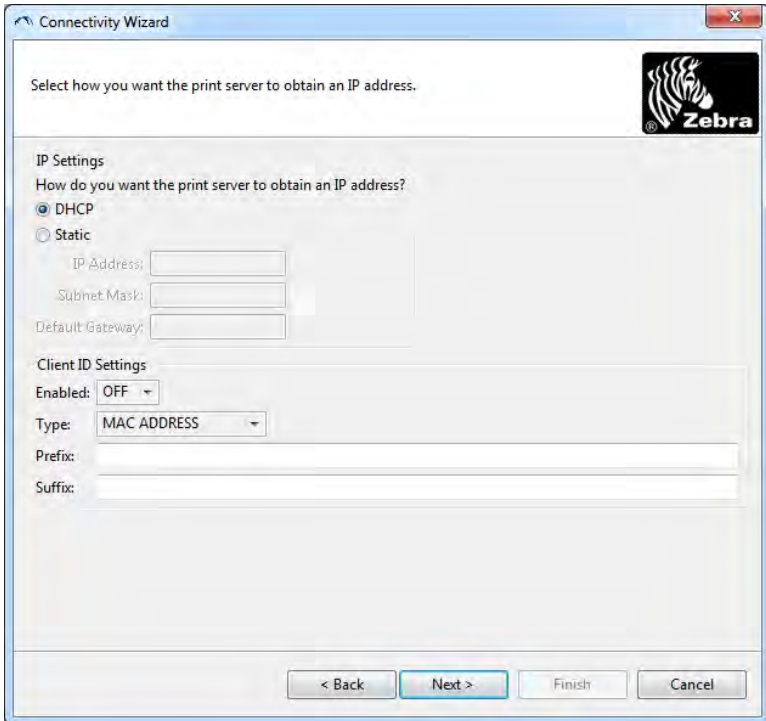 Connectivity Wizard
Select how you want the print server to obtain an IP address.
® Zebra
IP Settings
How do you want the print server to obtain an IP address?
DHCP
Static
IP Address:
Subnet Mask:
Default Gateway:
Client ID Settings
Enabled: OFF
Type: MAC ADDRESS
Prefix:
Suffix:
< Back Next > Finish Cancel